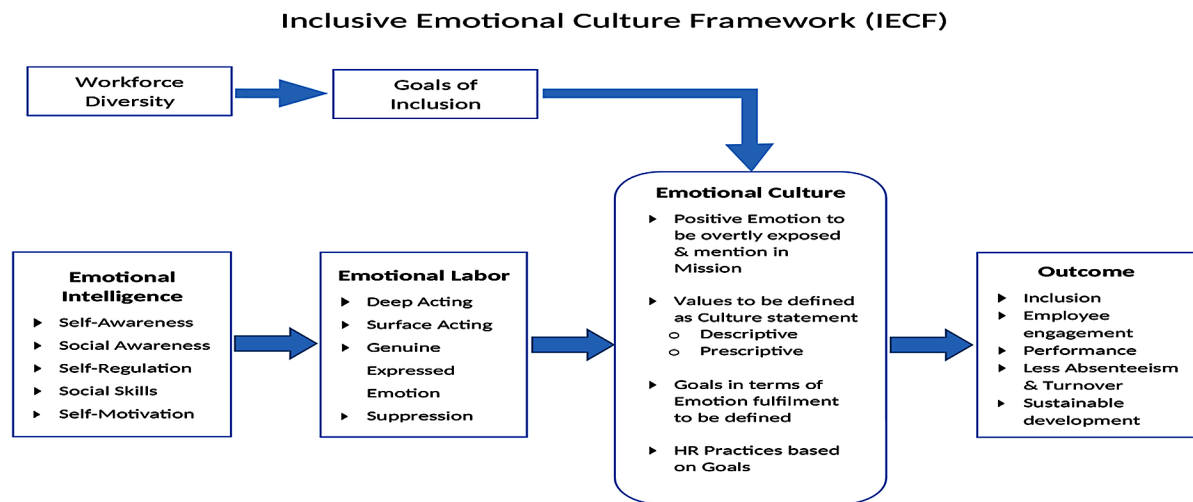 Inclusive Emotional Culture Framework (IECF)
Workforce
Diversity
Goals of
Inclusion
Emotional
Intelligence
Self-Awareness
Social Awareness
Self-Regulation
Social Skills
Self-Motivation
Emotional Labor
Deep Acting
Surface Acting
Genuine
Expressed
Emotion
Suppression
Emotional Culture
Positive Emotion to
be overtly exposed
& mention in
Mission
Values to be defined
as Culture statement
Descriptive
Prescriptive
Goals in terms of
Emotion fulfilment
to be defined
HR Practices based
on Goals
Outcome
Inclusion
Employee
engagement
Performance
Less Absenteeism
& Turnover
Sustainable
development